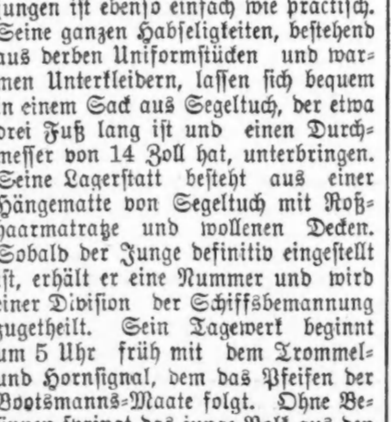 jungen ist ebenso einfach wie practisch.
Seine ganzen Habseligkeiten, bestehend
aus derben Uniformstücken und war-
men Unterkleidern, lassen sich bequem
in einem Sack aus Segeltuch, der etwa
drei Fuß lang ist und einen Durch-
messer von 14 Zoll hat, unterbringen.
Seine Lagerstatt besteht aus einer
Hängematte von Segeltuch mit Roß-
haarmatratze und wollenen Decken.
Sobald der Junge definitiv eingestellt
ist, erhält er eine Nummer und wird
einer Division der Schiffsbemannung
zugetheilt. Sein Tagewerk beginnt
um 5 Uhr früh mit dem Trommel-
und Hornsignal, dem das Pfeifen der
Bootsmanns-Maate folgt. Ohne Be-